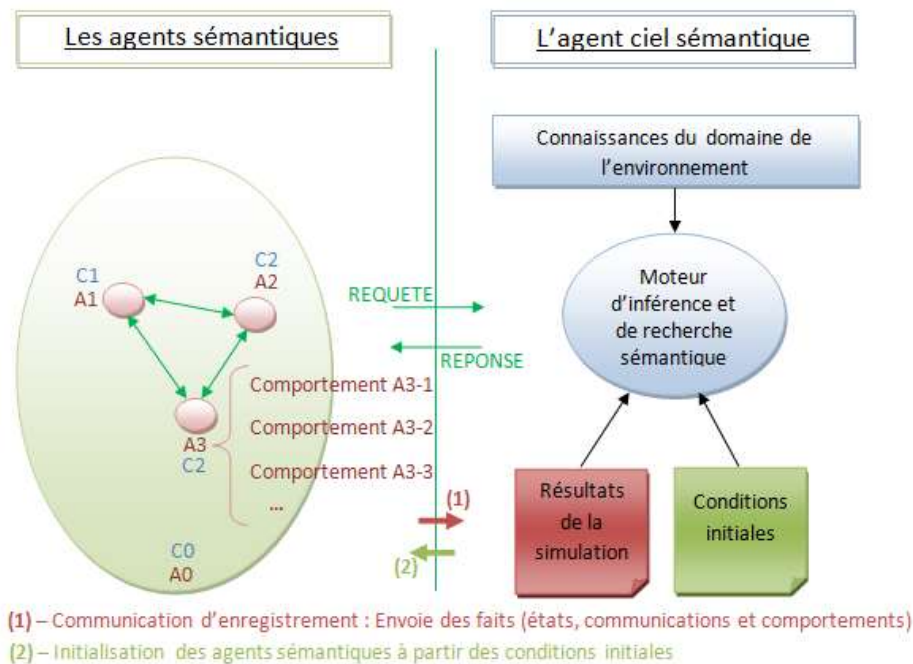 Les agents sémantiques
L'agent ciel sémantique
Connaissances du domaine de
l'environnement
C1
A1
C2
A2
REQUETE
Moteur
d'inférence et
de recherche
sémantique
REPONSE
Comportement A3-1
Comportement A3-2
A3
C2
Comportement A3-3
...
(1)
Résultats
de la
simulation
Conditions
initiales
C0
A0
(2)
(1) – Communication d'enregistrement : Envoie des faits (états, communications et comportements)
(2) – Initialisation des agents sémantiques à partir des conditions initiales